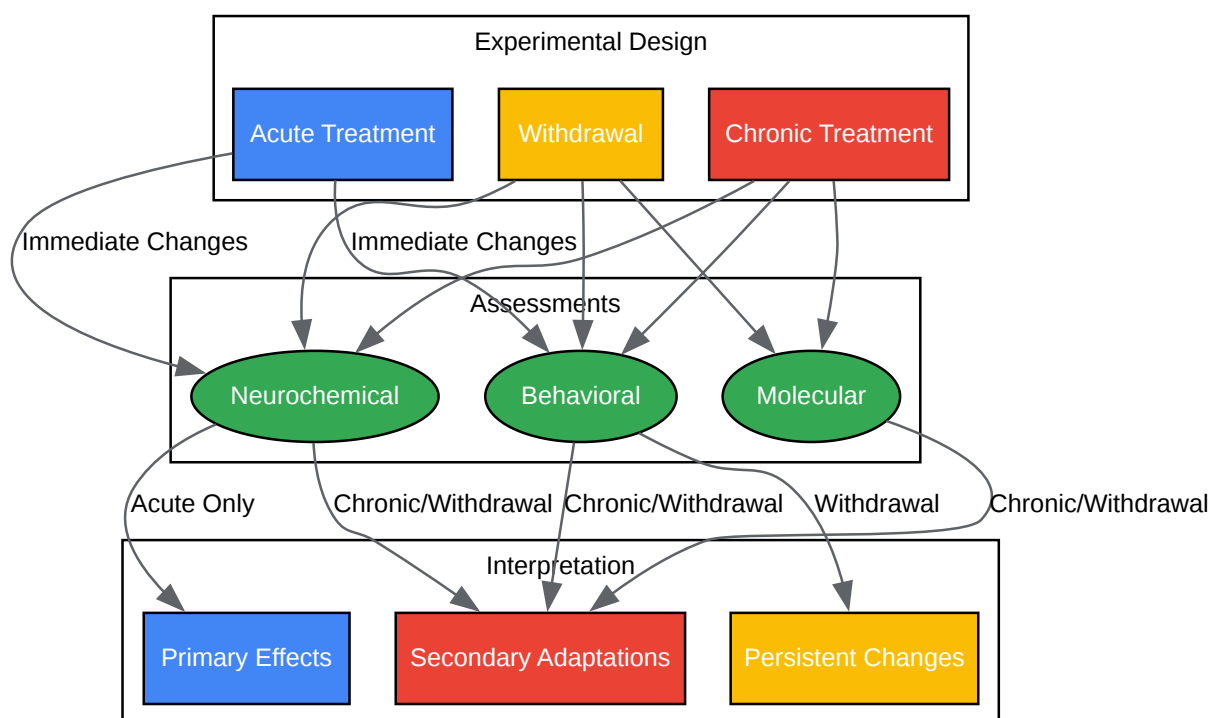 Experimental Design
Acute Treatment
Withdrawal
Chronic Treatment
Immediate Changes
Immediate Changes
Assessments
Neurochemical
Behavioral
Molecular
Acute Only
Chronic/Withdrawal
Chronic/Withdrawal
Withdrawal
Chronic/Withdrawal
Interpretation
Primary Effects
Secondary Adaptations
Persistent Changes